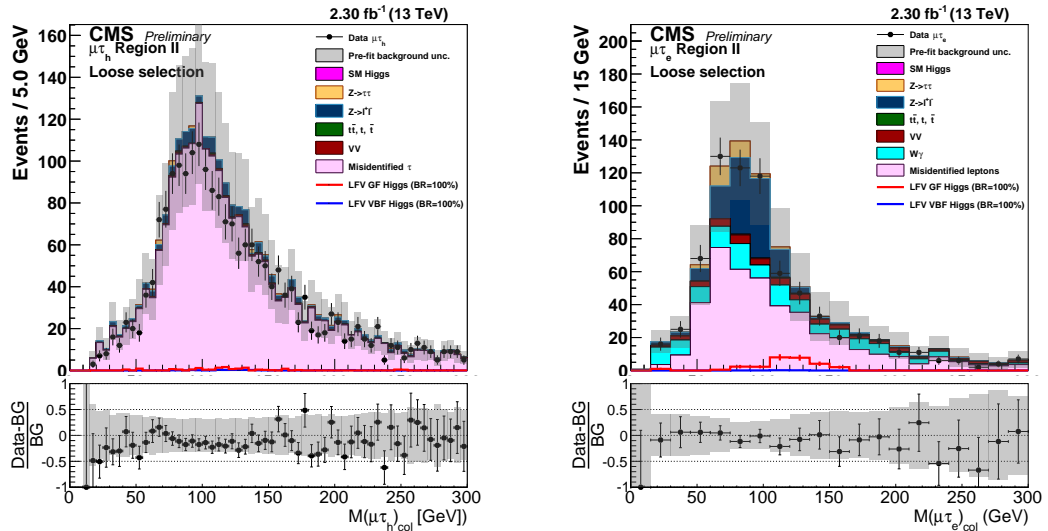 2.30 fb⁻¹ (13 TeV)
Events / 5.0 GeV
160
140
120
100
80
60
40
20
0
CMS Preliminary
μτh Region II
Loose selection
Data μτh
Pre-fit background unc.
SM Higgs
Z->ττ
Z->l⁺l⁻
tt̄, t, t̄
VV
Misidentified τ
LFV GF Higgs (BR=100%)
LFV VBF Higgs (BR=100%)
Data-BG
BG
1
0.5
0
-0.5
-1
0 50 100 150 200 250 300
M(μτh)col [GeV])
2.30 fb⁻¹ (13 TeV)
Events / 15 GeV
200
180
160
140
120
100
80
60
40
20
0
CMS Preliminary
μτe Region II
Loose selection
Data μτe
Pre-fit background unc.
SM Higgs
Z->ττ
Z->l⁺l⁻
tt̄, t, t̄
VV
Wγ
Misidentified leptons
LFV GF Higgs (BR=100%)
LFV VBF Higgs (BR=100%)
Data-BG
BG
1
0.5
0
-0.5
-1
0 50 100 150 200 250 300
M(μτe)col (GeV)